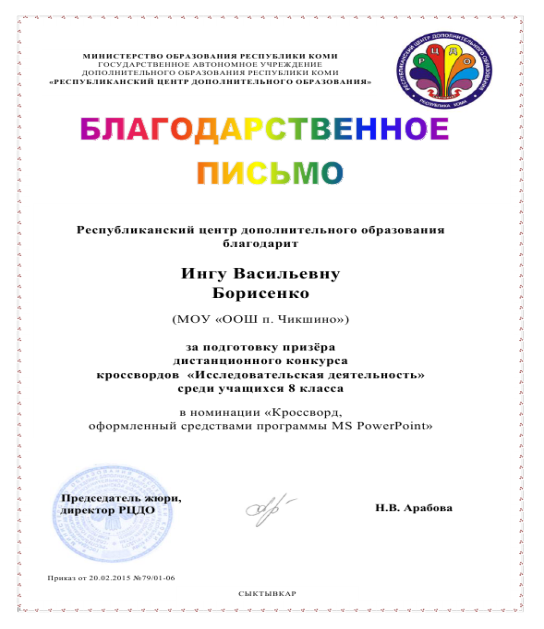 МИНИСТЕРСТВО ОБРАЗОВАНИЯ РЕСПУБЛИКИ КОМИ
ГОСУДАРСТВЕННОЕ АВТОНОМНОЕ УЧРЕЖДЕНИЕ
ДОПОЛНИТЕЛЬНОГО ОБРАЗОВАНИЯ РЕСПУБЛИКИ КОМИ
«РЕСПУБЛИКАНСКИЙ ЦЕНТР ДОПОЛНИТЕЛЬНОГО ОБРАЗОВАНИЯ»
РЕСПУБЛИКАНСКИЙ ЦЕНТР ДОПОЛНИТЕЛЬНОГО ОБРАЗОВАНИЯ
РЦДО
РЕСПУБЛИКА КОМИ
БЛАГОДАРСТВЕННОЕ
ПИСЬМО
Республиканский центр дополнительного образования
благодарит
Ингу Васильевну
Борисенко
(МОУ «ООШ п. Чикшино»)
за подготовку призёра
дистанционного конкурса
кроссвордов «Исследовательская деятельность»
среди учащихся 8 класса
в номинации «Кроссворд,
оформленный средствами программы MS PowerPoint»
Председатель жюри,
директор РЦДО
Н.В. Арабова
Приказ от 20.02.2015 №79/01-06
СЫКТЫВКАР